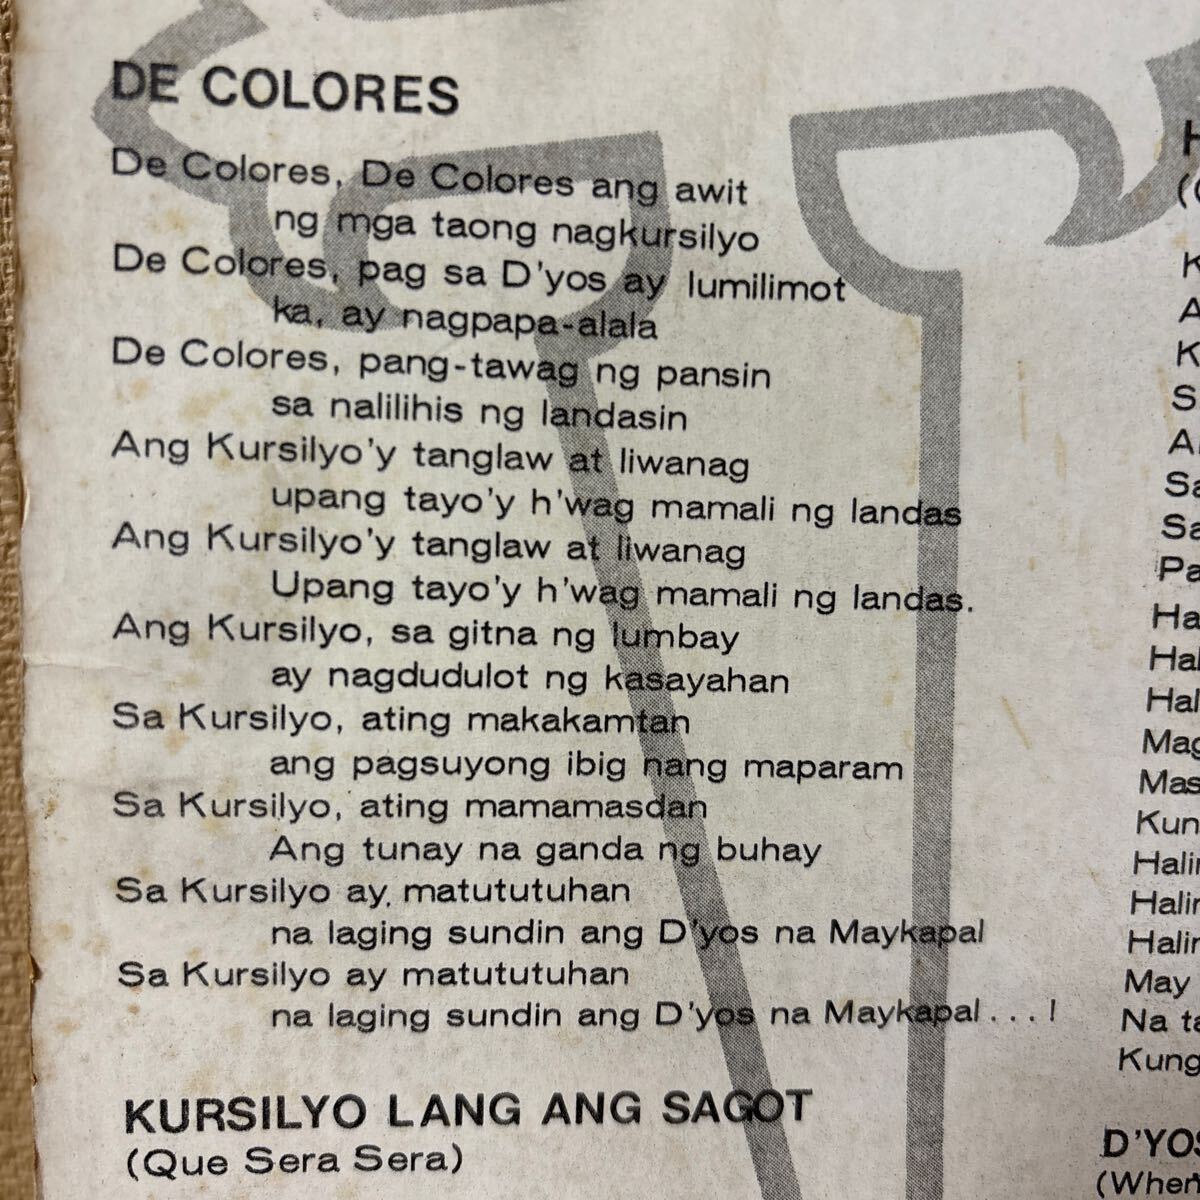 DE COLORES
De Colores, De Colores ang awit
ng mga taong nagkursilyo
De Colores, pag sa D'yos ay lumilimot
ka, ay nagpapa-alala
De Colores, pang-tawag ng pansin
sa nalilihis ng landasin
Ang Kursilyo'y tanglaw at liwanag
upang tayo'y h'wag mamali ng landas
Ang Kursilyo'y tanglaw at liwanag
Upang tayo'y h'wag mamali ng landas.
Ang Kursilyo, sa gitna ng lumbay
ay nagdudulot ng kasayahan
Sa Kursilyo, ating makakamtan
ang pagsuyong ibig nang maparam
Sa Kursilyo, ating mamamasdan
Ang tunay na ganda ng buhay
Sa Kursilyo ay, matututuhan
na laging sundin ang D'yos na Maykapal
Sa Kursilyo ay matututuhan
na laging sundin ang D'yos na Maykapal...!
KURSILYO LANG ANG SAGOT
(Que Sera Sera)
May
Na
Kung
D'YOS
(When